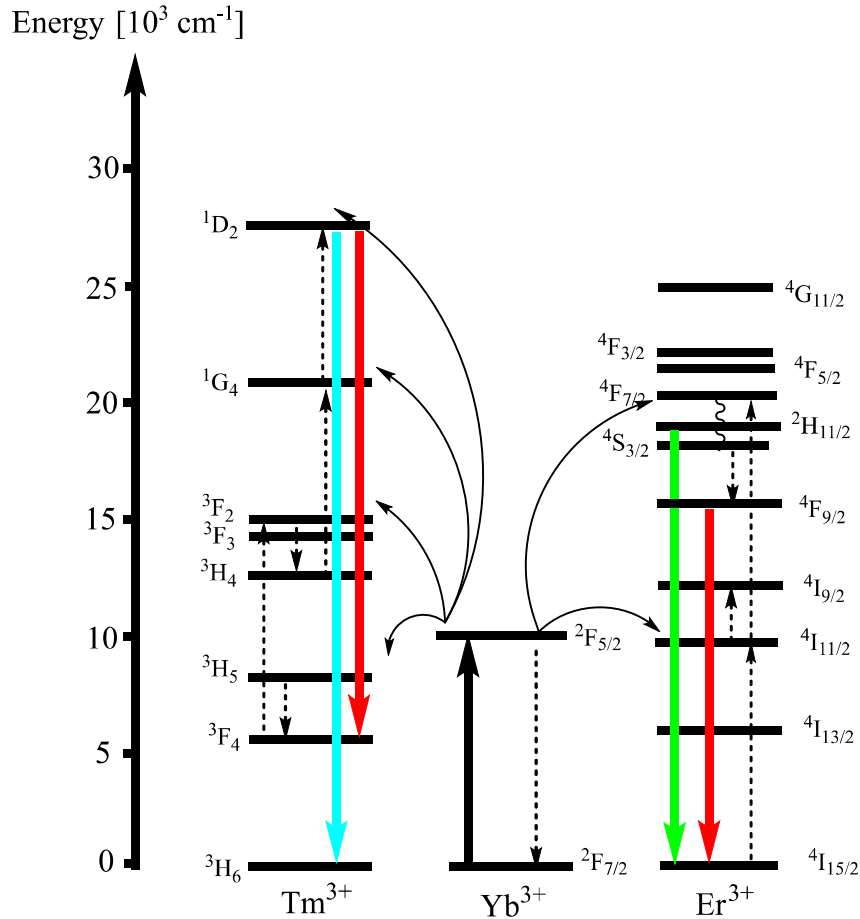 Energy [10³ cm⁻¹]
30
25
20
15
10
5
0
¹D₂
¹G₄
³F₂
³F₃
³H₄
³H₅
³F₄
³H₆
Tm³⁺
²F₅/₂
²F₇/₂
Yb³⁺
⁴G₁₁/₂
⁴F₃/₂
⁴F₅/₂
⁴F₇/₂
²H₁₁/₂
⁴S₃/₂
⁴F₉/₂
⁴I₉/₂
⁴I₁₁/₂
⁴I₁₃/₂
⁴I₁₅/₂
Er³⁺